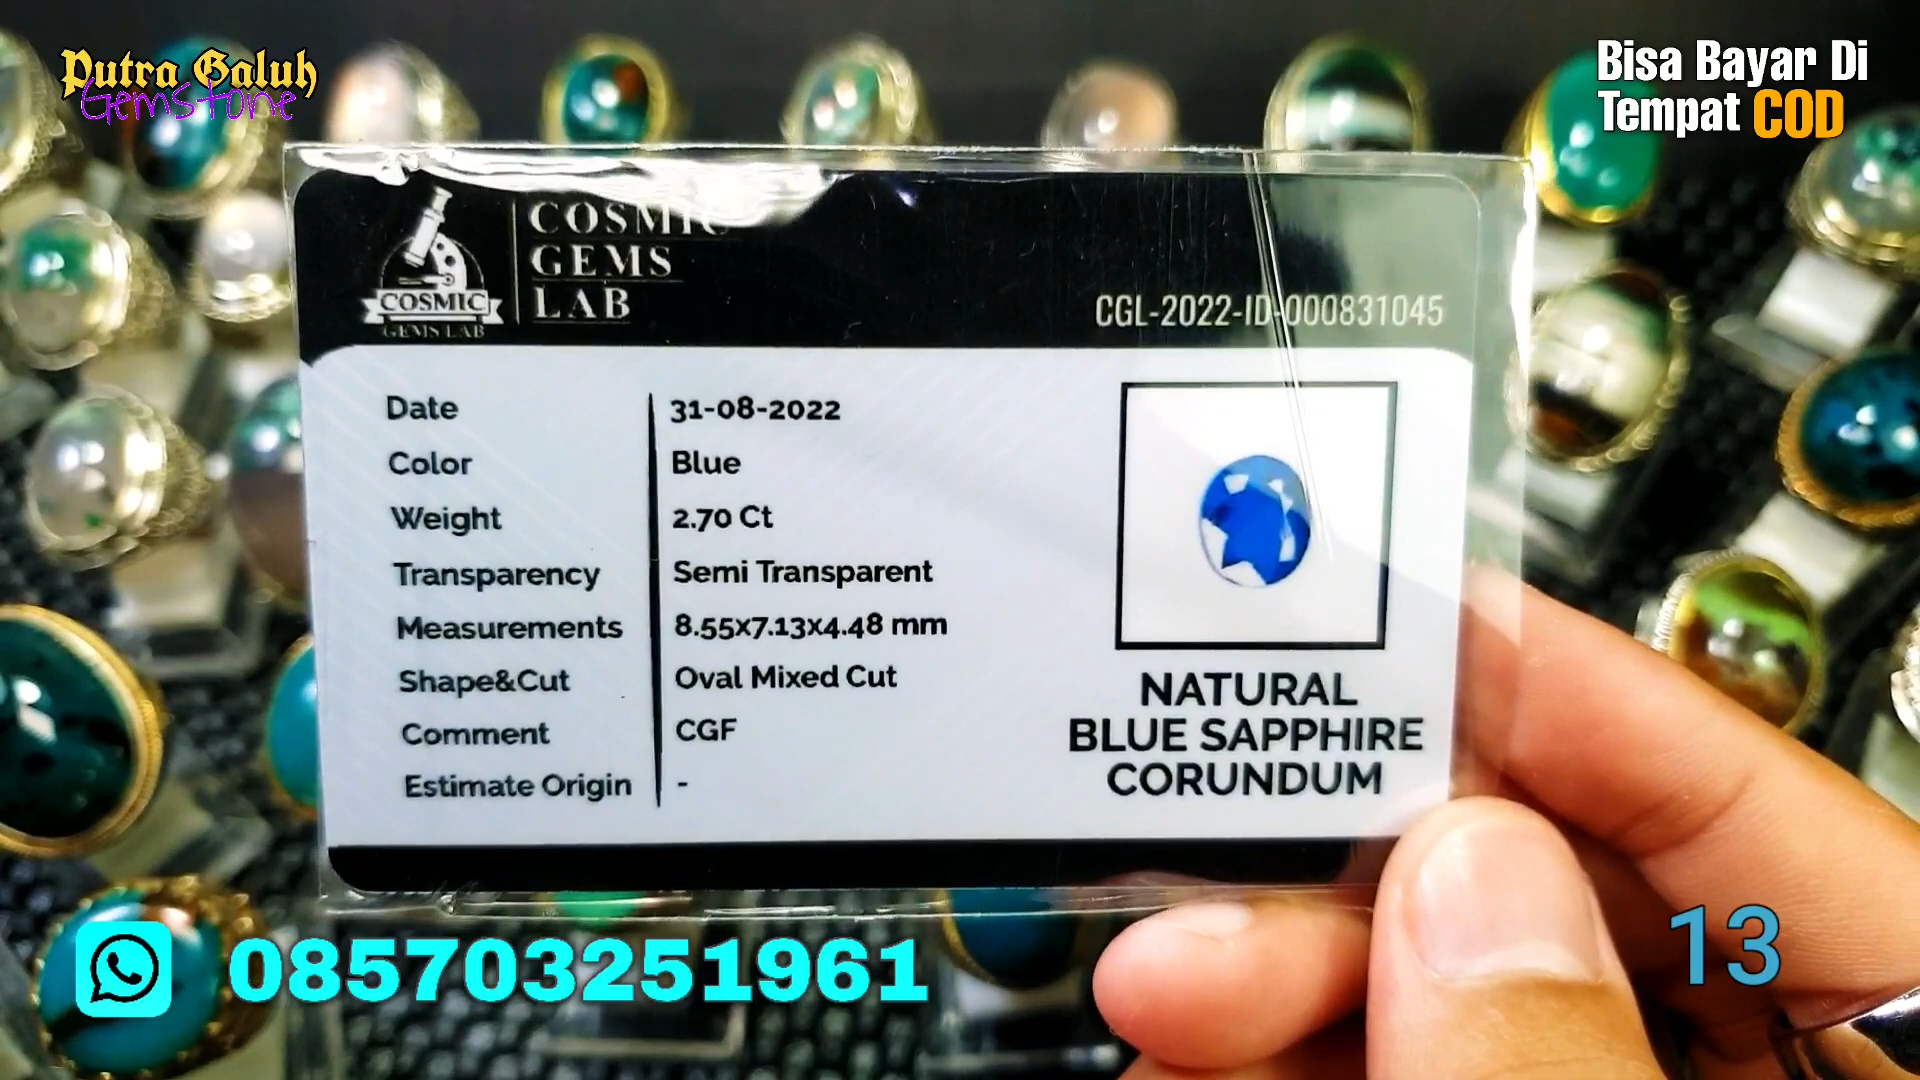 Putra Galuh
Gemstone
Bisa Bayar Di
Tempat COD
COSMIC
GEMS
LAB
COSMIC
GEMS LAB
CGL-2022-ID-000831045
Date 31-08-2022
Color Blue
Weight 2.70 Ct
Transparency Semi Transparent
Measurements 8.55x7.13x4.48 mm
Shape&Cut Oval Mixed Cut
Comment CGF
Estimate Origin -
NATURAL
BLUE SAPPHIRE
CORUNDUM
085703251961
13